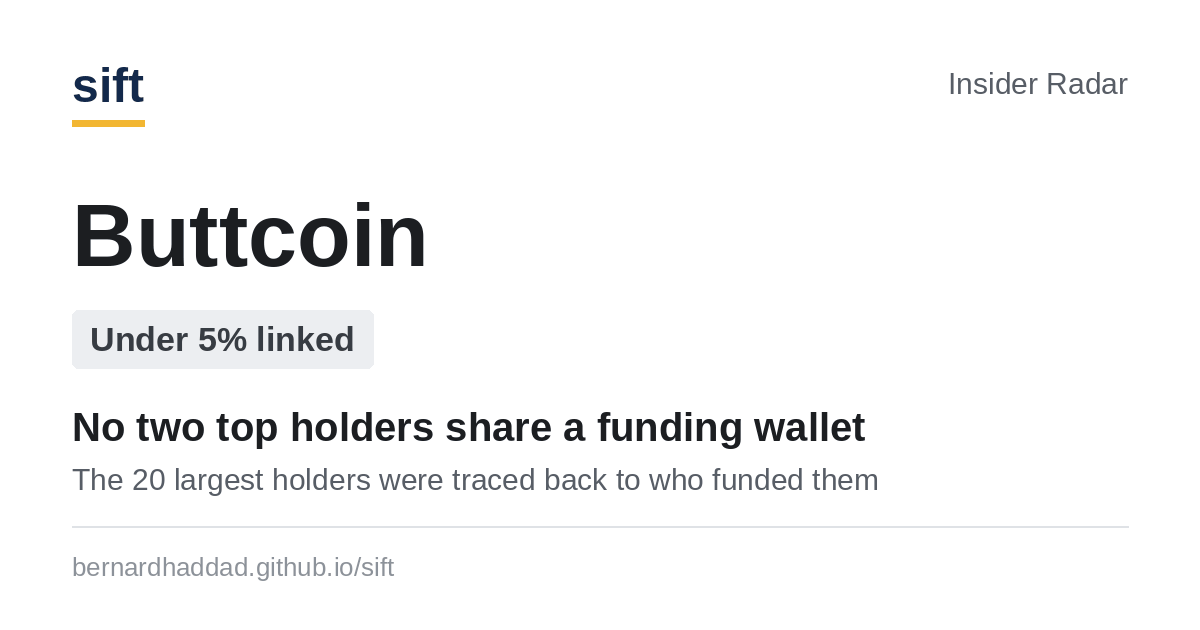 sift
Insider Radar
Buttcoin
Under 5% linked
No two top holders share a funding wallet
The 20 largest holders were traced back to who funded them
bernardhaddad.github.io/sift